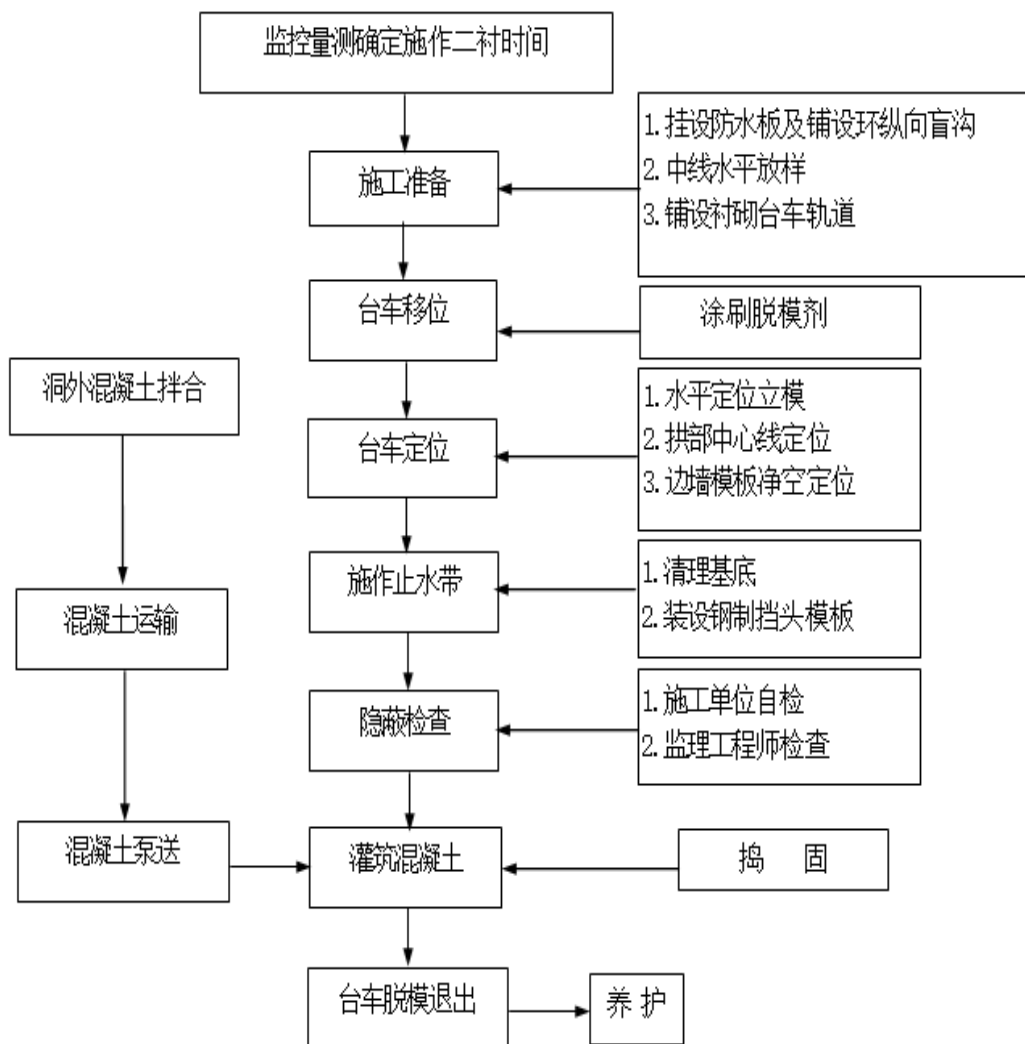 监控量测确定施作二衬时间
1.挂设防水板及铺设环纵向盲沟
2.中线水平放样
3.铺设衬砌台车轨道
施工准备
台车移位
涂刷脱模剂
洞外混凝土拌合
1.水平定位立模
2.拱部中心线定位
3.边墙模板净空定位
台车定位
施作止水带
1.清理基底
2.装设钢制挡头模板
混凝土运输
隐蔽检查
1.施工单位自检
2.监理工程师检查
混凝土泵送
灌筑混凝土
捣 固
台车脱模退出
养 护